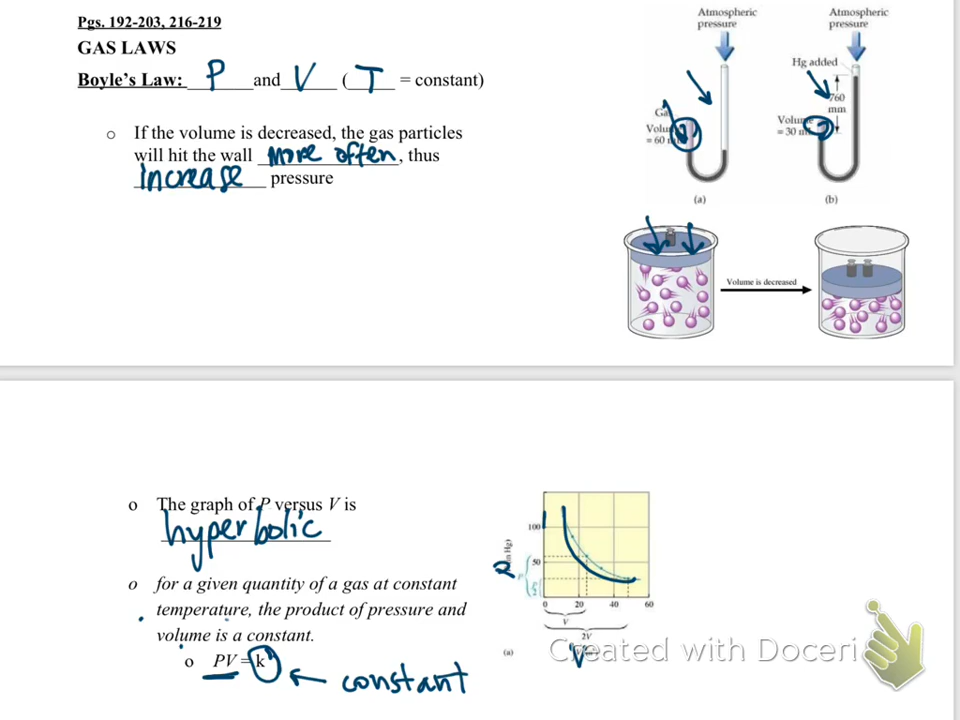 Pgs. 192-203, 216-219
GAS LAWS
Boyle's Law: P and V ( T = constant)
o If the volume is decreased, the gas particles
will hit the wall more often, thus
increase pressure
Atmospheric
pressure
Atmospheric
pressure
Hg added
760
mm
= 60
Volume
= 30
(a)
(b)
Volume is decreased
o The graph of P versus V is
hyperbolic
o for a given quantity of a gas at constant
temperature, the product of pressure and
volume is a constant.
o PV = k
constant
100
50
P
0 20 40 60
V
2V
V
(a)
Created with Doceri